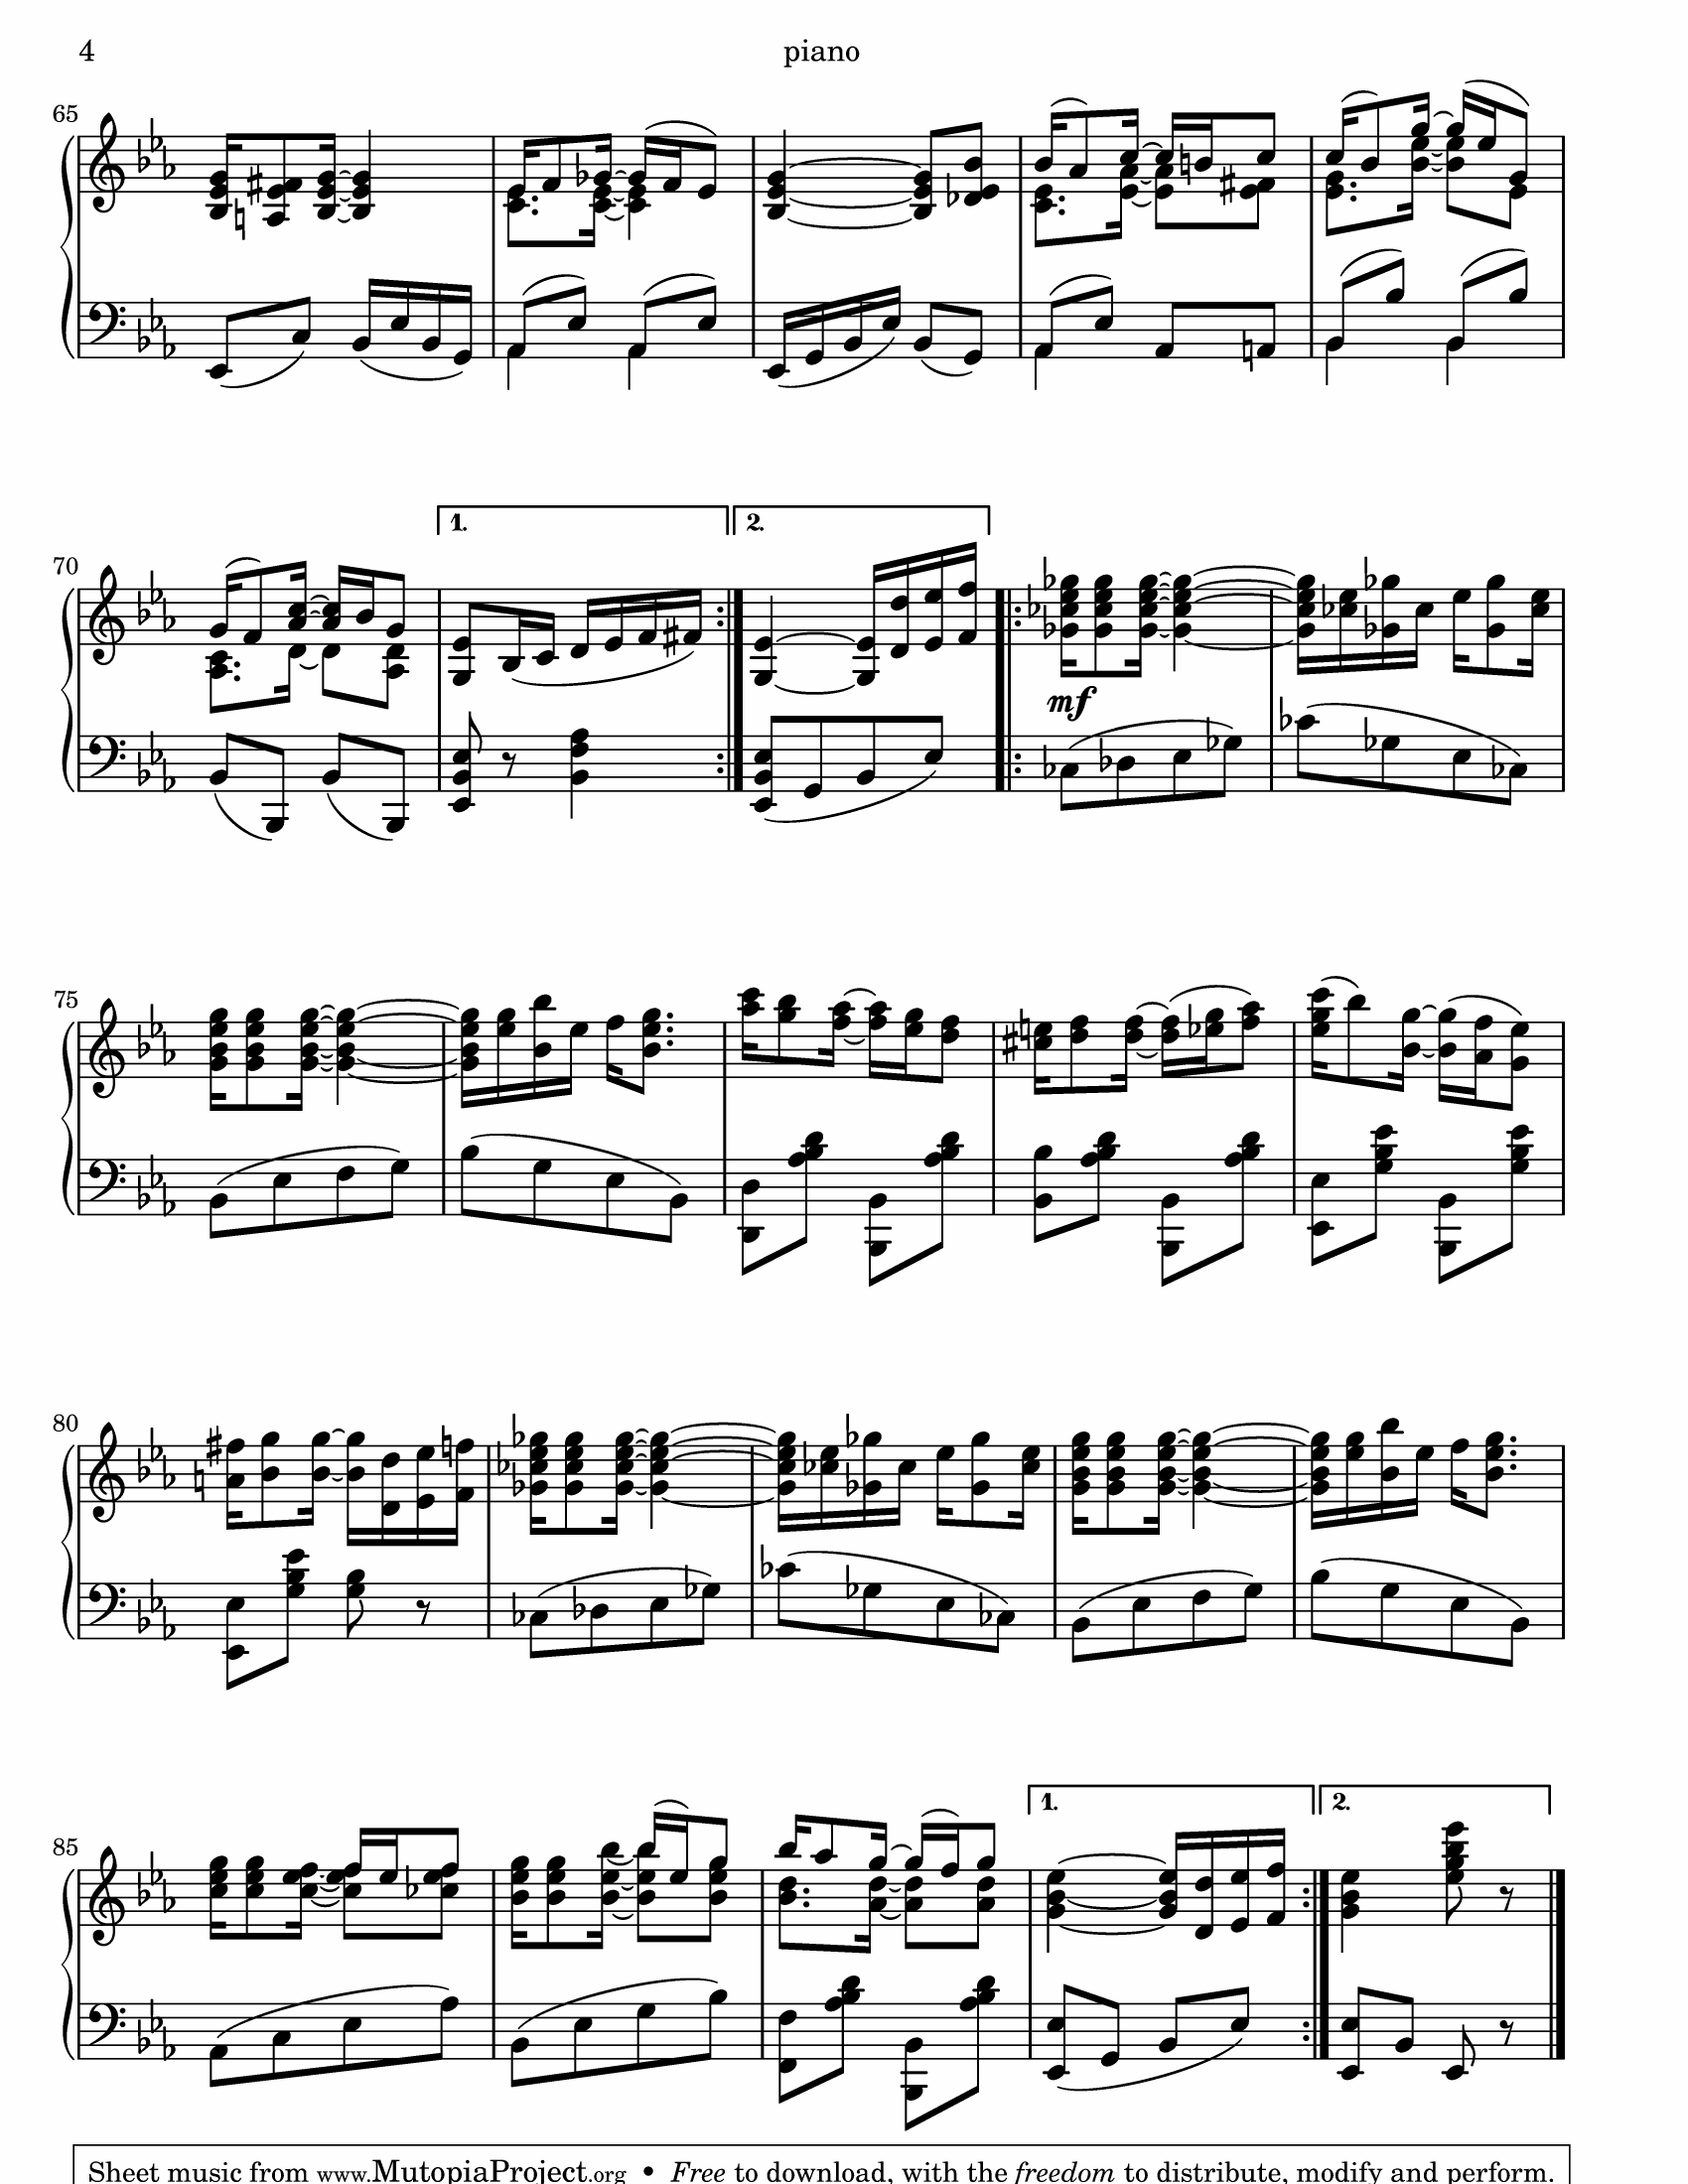 4 piano
65
70 1. 2.
mf
75
80
85 1. 2.
Sheet music from www.MutopiaProject.org • Free to download, with the freedom to distribute, modify and perform.